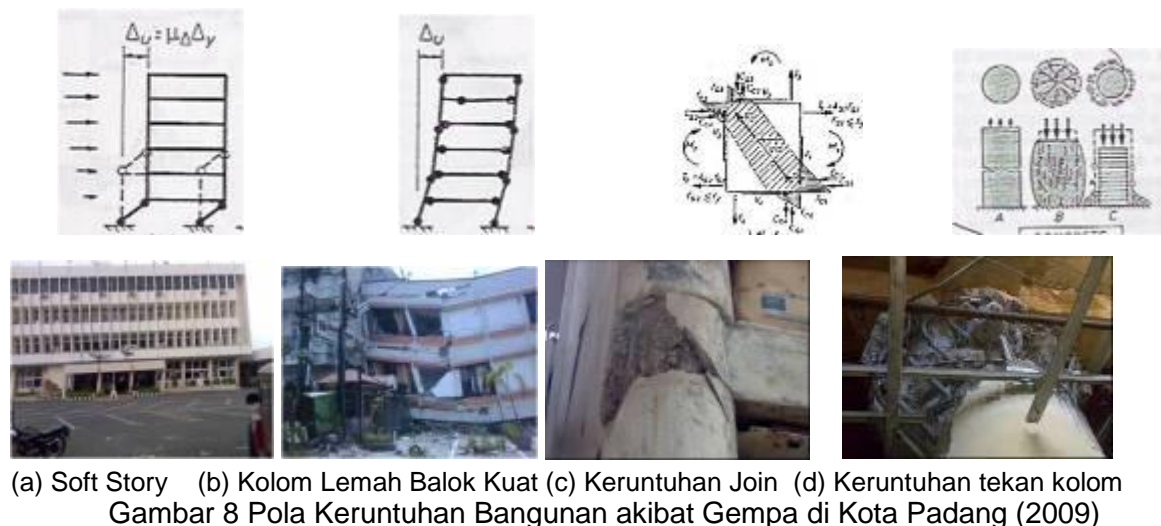 Δu = μΔΔy
Δu
A B C
(a) Soft Story (b) Kolom Lemah Balok Kuat (c) Keruntuhan Join (d) Keruntuhan tekan kolom
Gambar 8 Pola Keruntuhan Bangunan akibat Gempa di Kota Padang (2009)